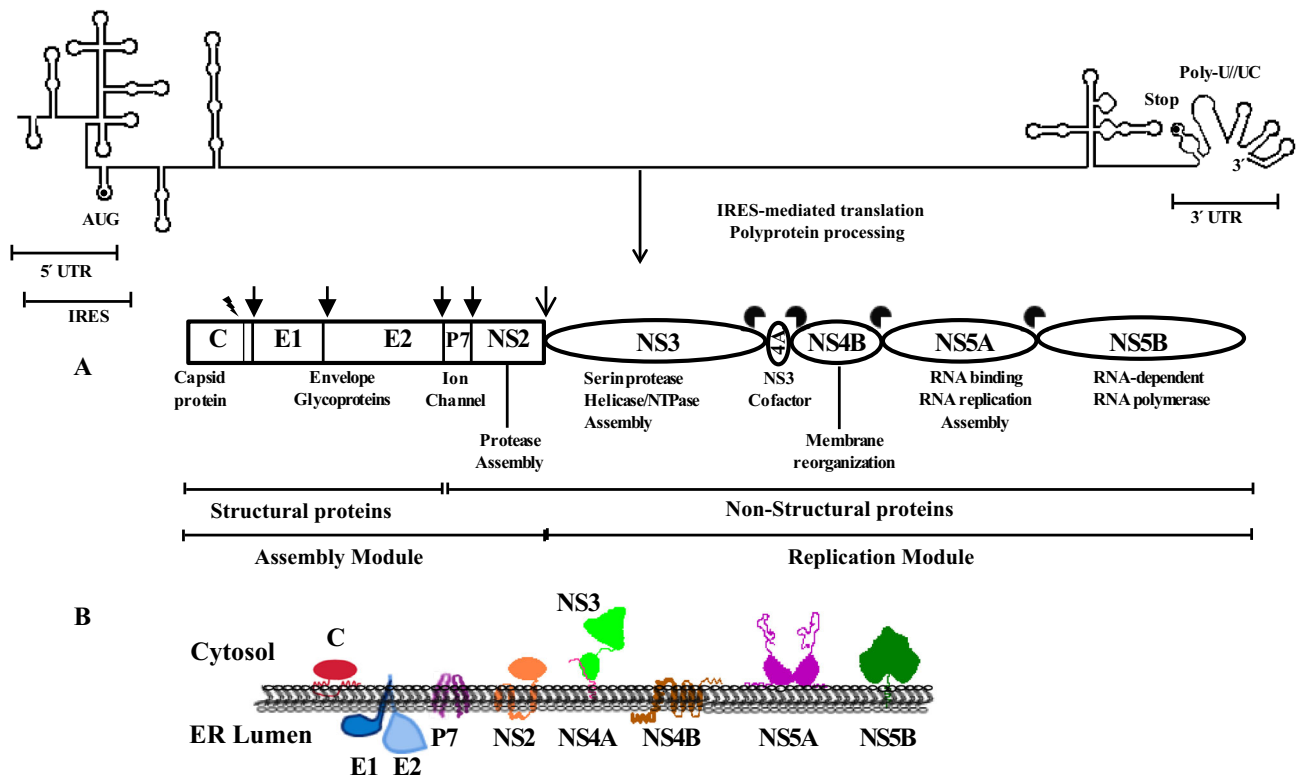 Poly-U//UC
Stop
3´
AUG
IRES-mediated translation
Polyprotein processing
3´ UTR
5´ UTR
IRES
C E1 E2 P7 NS2 NS3 4A NS4B NS5A NS5B
A
Capsid
protein
Envelope
Glycoproteins
Ion
Channel
Serin protease
Helicase/NTPase
Assembly
NS3
Cofactor
RNA binding
RNA replication
Assembly
RNA-dependent
RNA polymerase
Protease
Assembly
Membrane
reorganization
Structural proteins
Non-Structural proteins
Assembly Module
Replication Module
B
NS3
C
Cytosol
ER Lumen
P7 NS2 NS4A NS4B NS5A NS5B
E1 E2